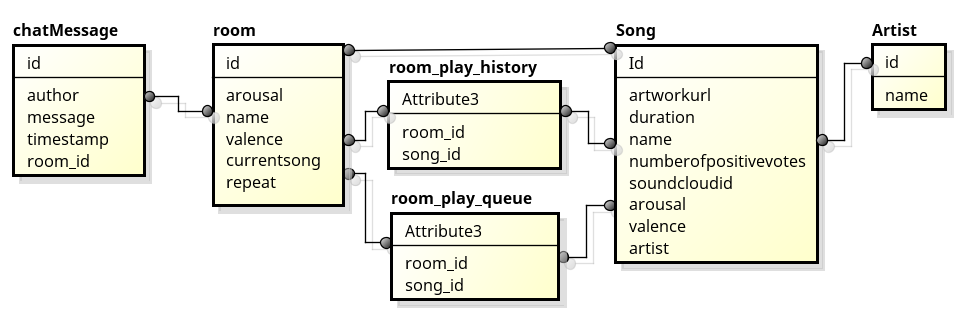 chatMessage
id
author
message
timestamp
room_id
room
id
arousal
name
valence
currentsong
repeat
room_play_history
Attribute3
room_id
song_id
room_play_queue
Attribute3
room_id
song_id
Song
Id
artworkurl
duration
name
numberofpositivevotes
soundcloudid
arousal
valence
artist
Artist
id
name